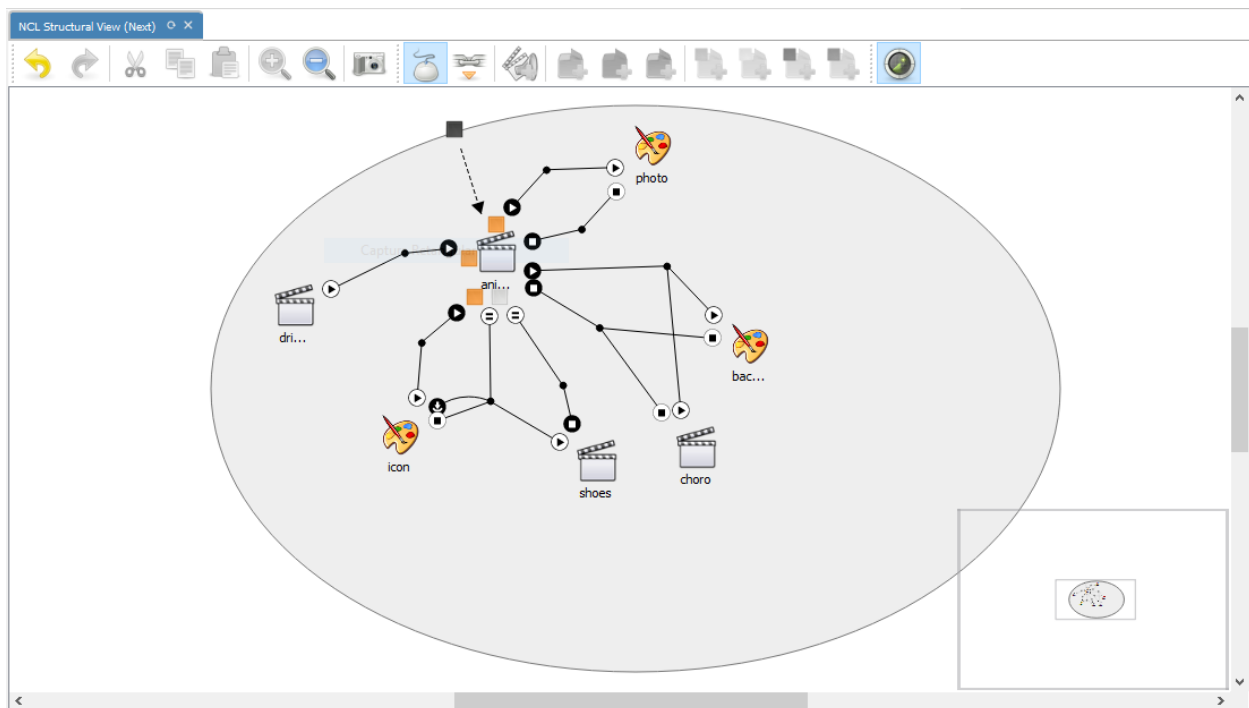 NCL Structural View (Next)
photo
ani...
dri...
bac...
icon
choro
shoes